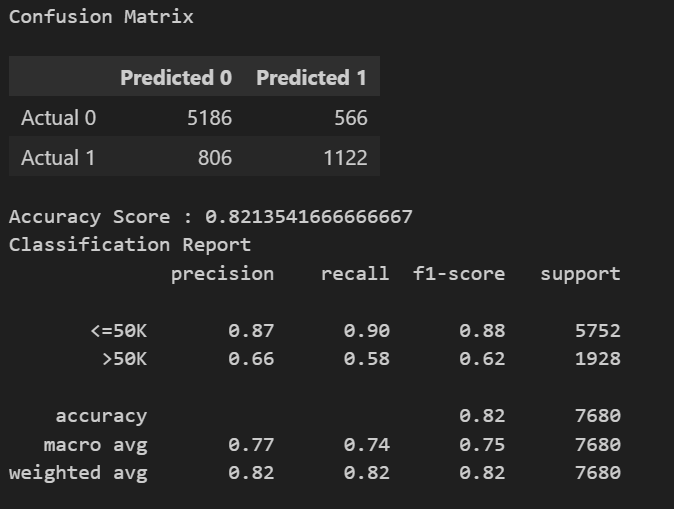 Confusion Matrix
Predicted 0 Predicted 1
Actual 0 5186 566
Actual 1 806 1122
Accuracy Score : 0.8213541666666667
Classification Report
precision recall f1-score support
<=50K 0.87 0.90 0.88 5752
>50K 0.66 0.58 0.62 1928
accuracy 0.82 7680
macro avg 0.77 0.74 0.75 7680
weighted avg 0.82 0.82 0.82 7680